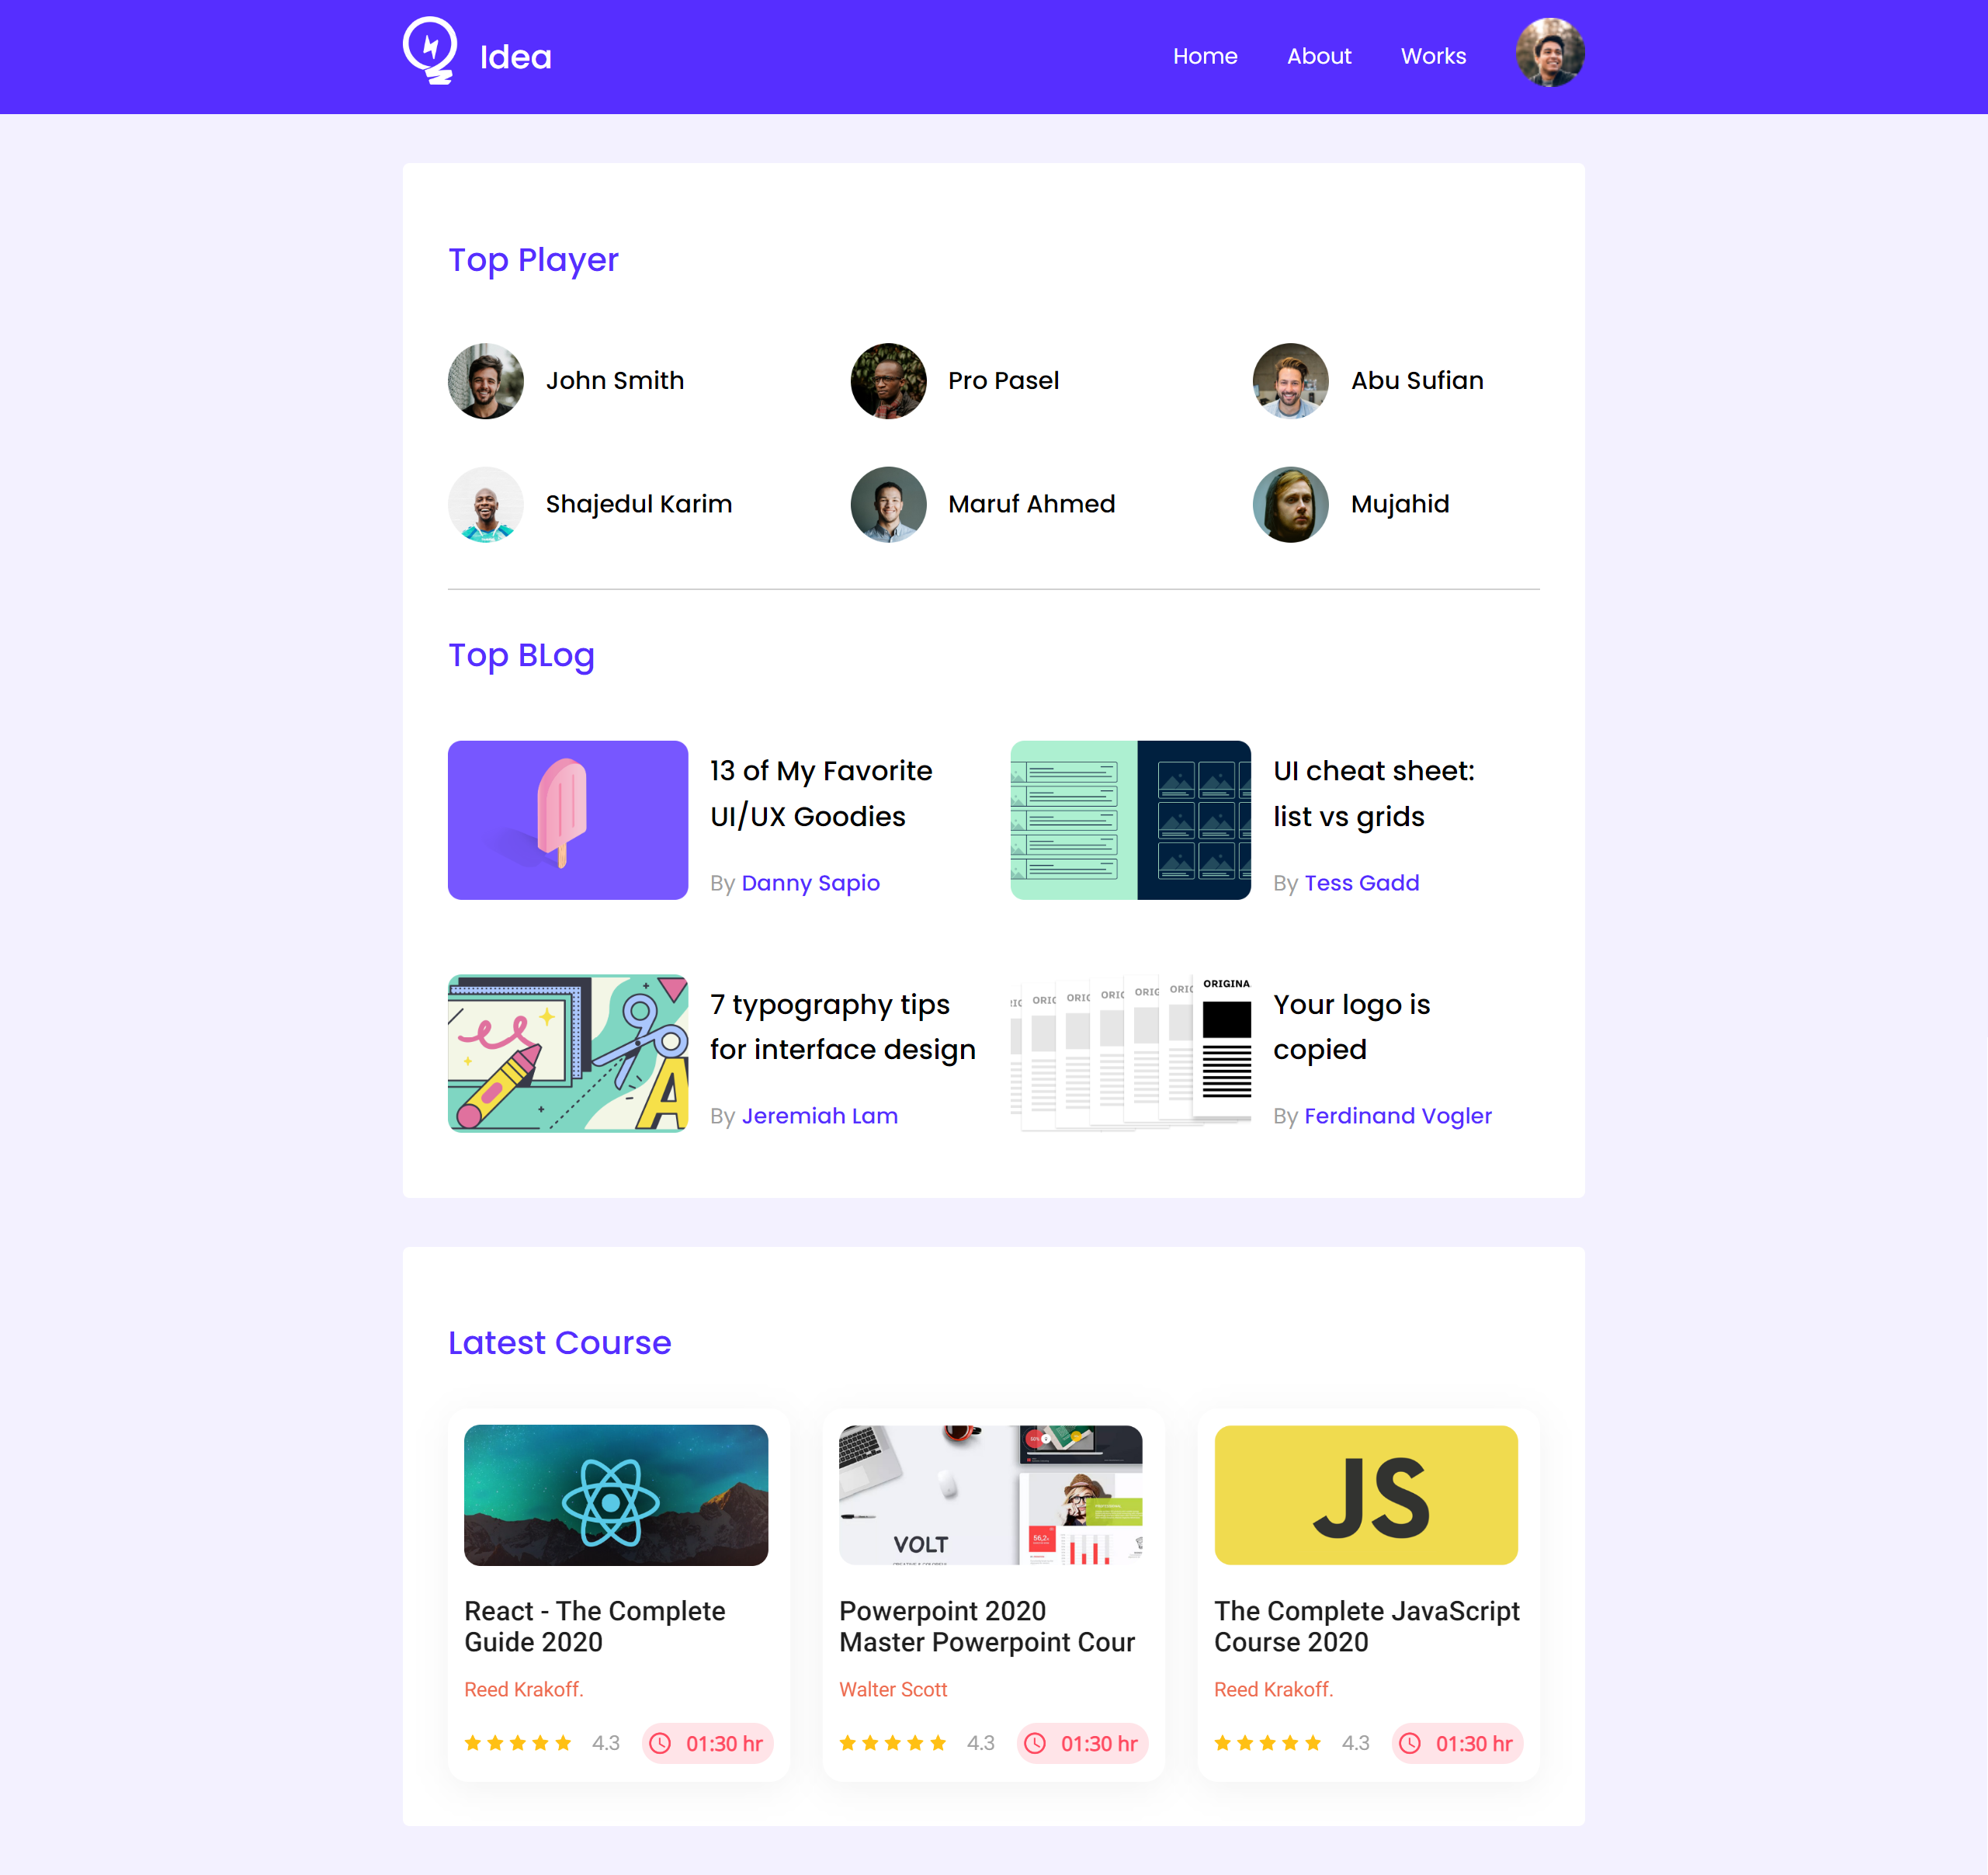 Idea
Home About Works
Top Player
John Smith
Pro Pasel
Abu Sufian
Shajedul Karim
Maruf Ahmed
Mujahid
Top BLog
13 of My Favorite
UI/UX Goodies
By Danny Sapio
UI cheat sheet:
list vs grids
By Tess Gadd
7 typography tips
for interface design
By Jeremiah Lam
A
ORIGINA
ORIG
ORIG
ORIG
ORIG
ORIG
Your logo is
copied
By Ferdinand Vogler
Latest Course
VOLT
React - The Complete
Guide 2020
Reed Krakoff.
4.3
01:30 hr
Powerpoint 2020
Master Powerpoint Cour
Walter Scott
4.3
01:30 hr
JS
The Complete JavaScript
Course 2020
Reed Krakoff.
4.3
01:30 hr